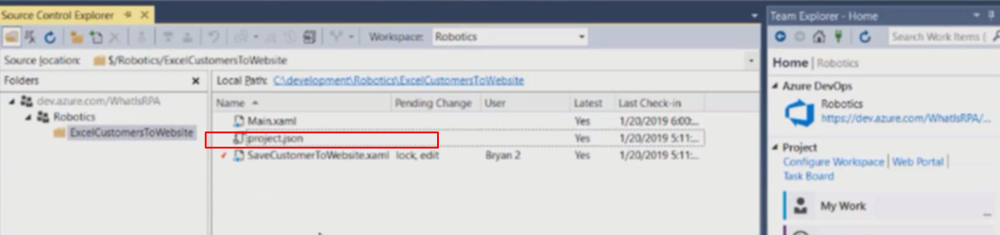 Source Control Explorer
Workspace: Robotics
Source location: $/Robotics/ExcelCustomersToWebsite
Folders
dev.azure.com/WhatIsRPA
Robotics
ExcelCustomersToWebsite
Local Path: C:\development\Robotics\ExcelCustomersToWebsite
Name Pending Change User Latest Last Check-in
Main.xaml Yes 1/20/2019 6:00:...
project.json Yes 1/20/2019 5:11:...
SaveCustomerToWebsite.xaml lock, edit Bryan 2 Yes 1/20/2019 5:11:...
Team Explorer - Home
Search Work Items (
Home | Robotics
Azure DevOps
Robotics
https://dev.azure.com/WhatIsRPA/...
Project
Configure Workspace | Web Portal |
Task Board
My Work
...